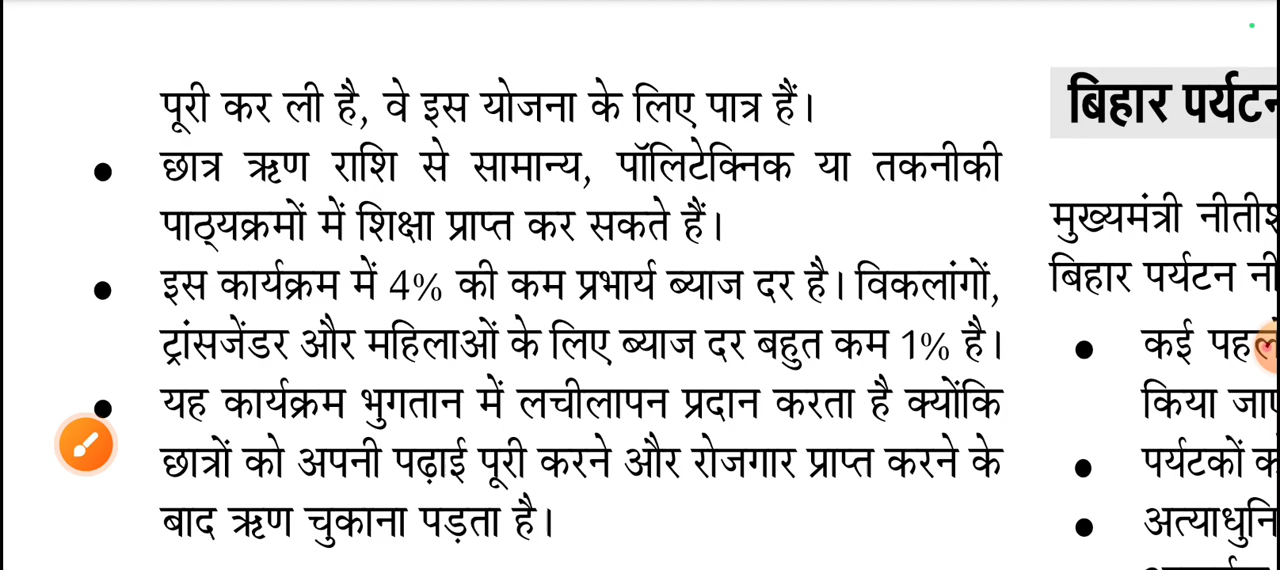 पूरी कर ली है, वे इस योजना के लिए पात्र हैं।
● छात्र ऋण राशि से सामान्य, पॉलिटेक्निक या तकनीकी
पाठ्यक्रमों में शिक्षा प्राप्त कर सकते हैं।
● इस कार्यक्रम में 4% की कम प्रभार्य ब्याज दर है। विकलांगों,
ट्रांसजेंडर और महिलाओं के लिए ब्याज दर बहुत कम 1% है।
● यह कार्यक्रम भुगतान में लचीलापन प्रदान करता है क्योंकि
छात्रों को अपनी पढ़ाई पूरी करने और रोजगार प्राप्त करने के
बाद ऋण चुकाना पड़ता है।
बिहार पर्यटन
मुख्यमंत्री
बिहार पर्यटन
● कई
● पर्यटकों
●